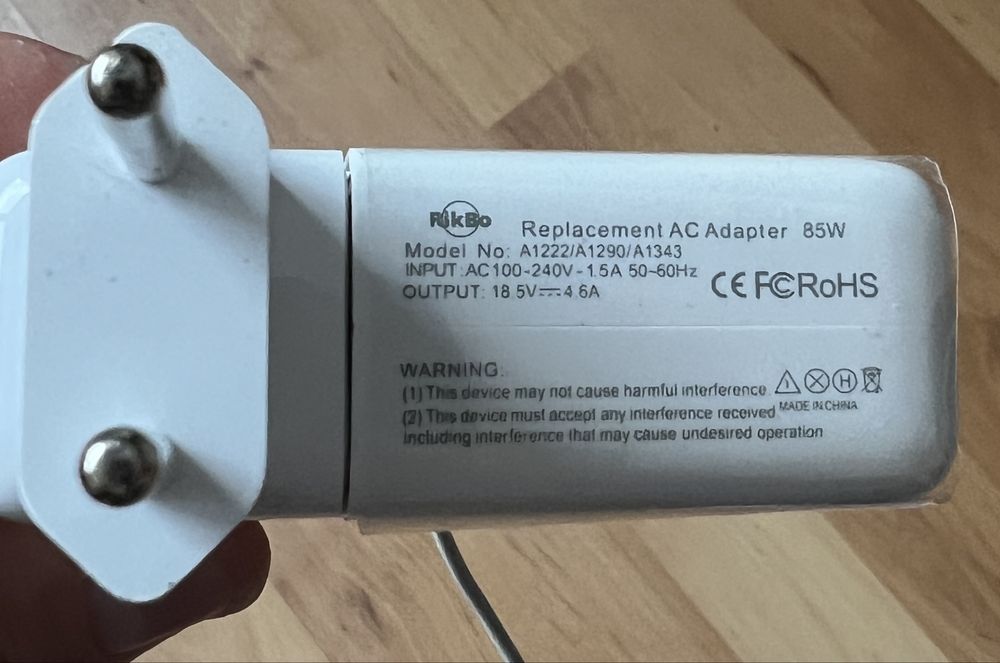 RikBo Replacement AC Adapter 85W
Model No: A1222/A1290/A1343
INPUT:AC100-240V-1.5A 50-60Hz
OUTPUT: 18.5V⎓4.6A
CE FC RoHS
WARNING:
(1) This device may not cause harmful interference
(2) This device must accept any interference received
including interference that may cause undesired operation
H
MADE IN CHINA